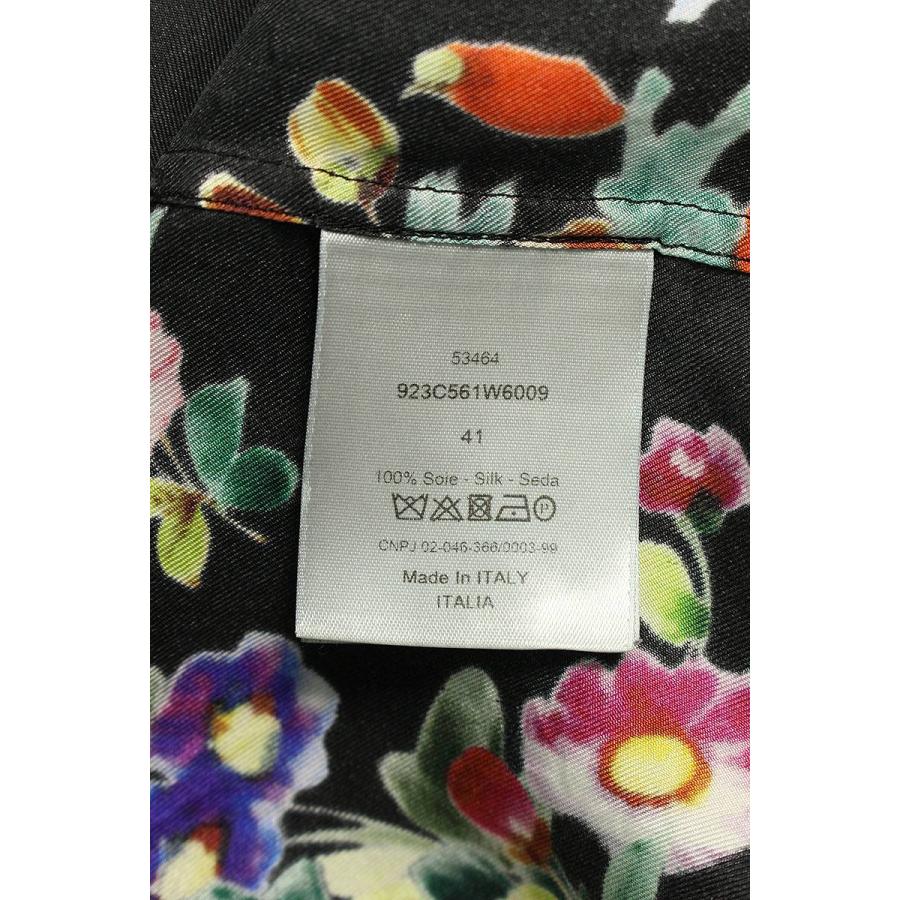 53464
923C561W6009
41
100% Soie - Silk - Seda
P
CNPJ 02-046-366/0003-99
Made In ITALY
ITALIA